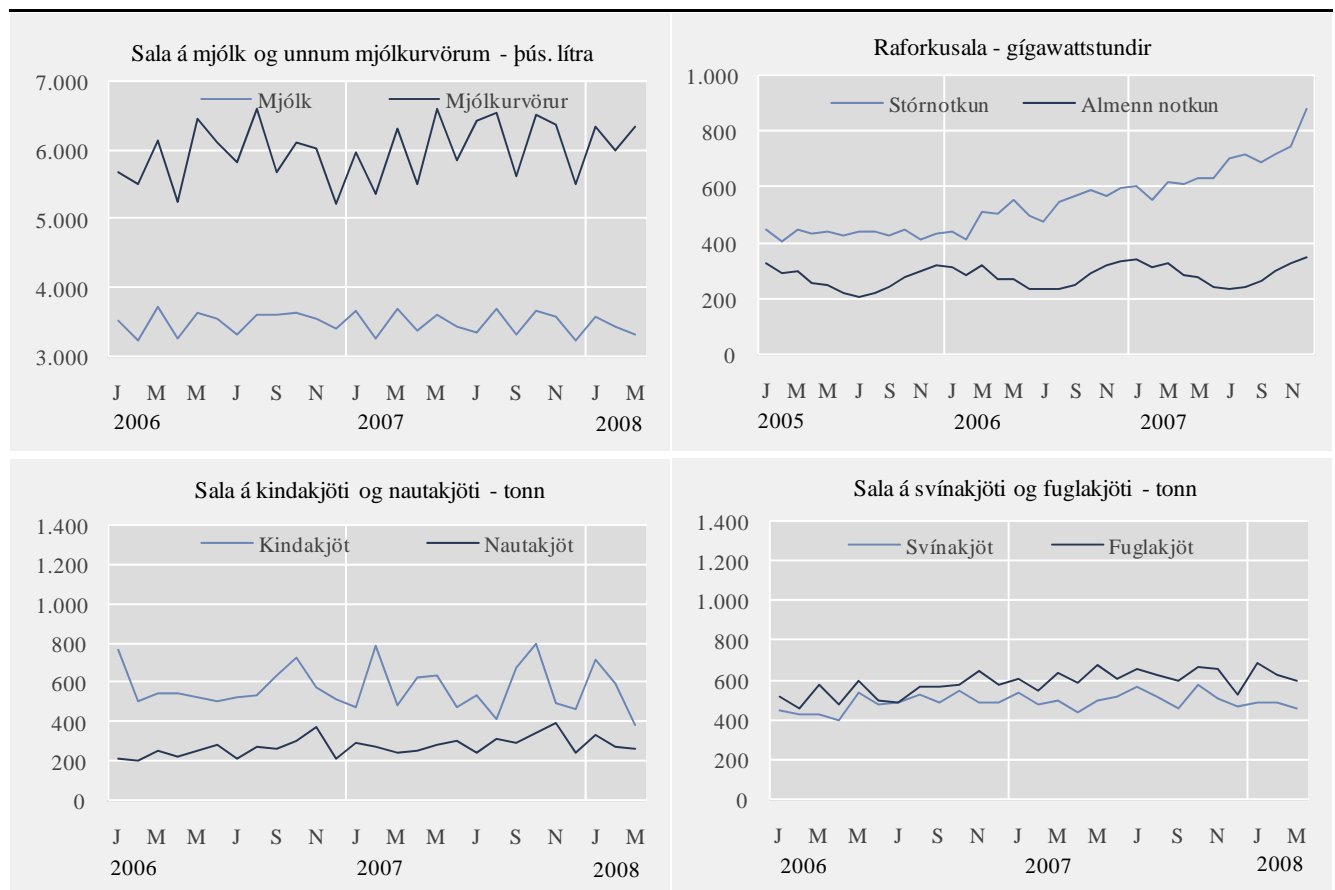 Sala á mjólk og unnum mjólkurvörum - þús. lítra
7.000
Mjólk Mjólkurvörur
6.000
5.000
4.000
3.000
J M M J S N J M M J S N J M
2006 2007 2008
Raforkusala - gígawattstundir
1.000
Stórnotkun Almenn notkun
800
600
400
200
0
J M M J S N J M M J S N J M M J S N
2005 2006 2007
Sala á kindakjöti og nautakjöti - tonn
1.400
Kindakjöt Nautakjöt
1.200
1.000
800
600
400
200
0
J M M J S N J M M J S N J M
2006 2007 2008
Sala á svínakjöti og fuglakjöti - tonn
1.400
Svínakjöt Fuglakjöt
1.200
1.000
800
600
400
200
0
J M M J S N J M M J S N J M
2006 2007 2008